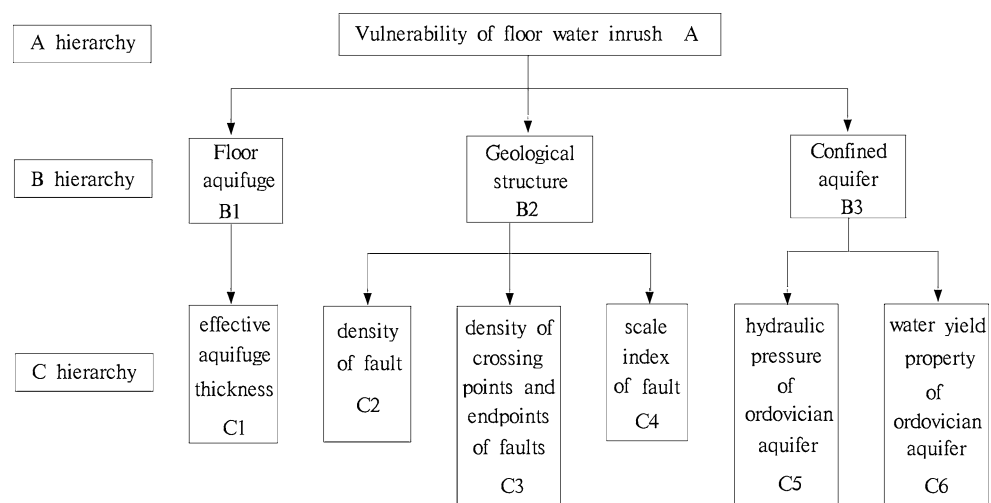 A hierarchy
Vulnerability of floor water inrush A
B hierarchy
Floor
aquifuge
B1
Geological
structure
B2
Confined
aquifer
B3
C hierarchy
effective
aquifuge
thickness
C1
density
of fault
C2
density of
crossing
points and
endpoints
of faults
C3
scale
index
of fault
C4
hydraulic
pressure
of
ordovician
aquifer
C5
water yield
property
of
ordovician
aquifer
C6